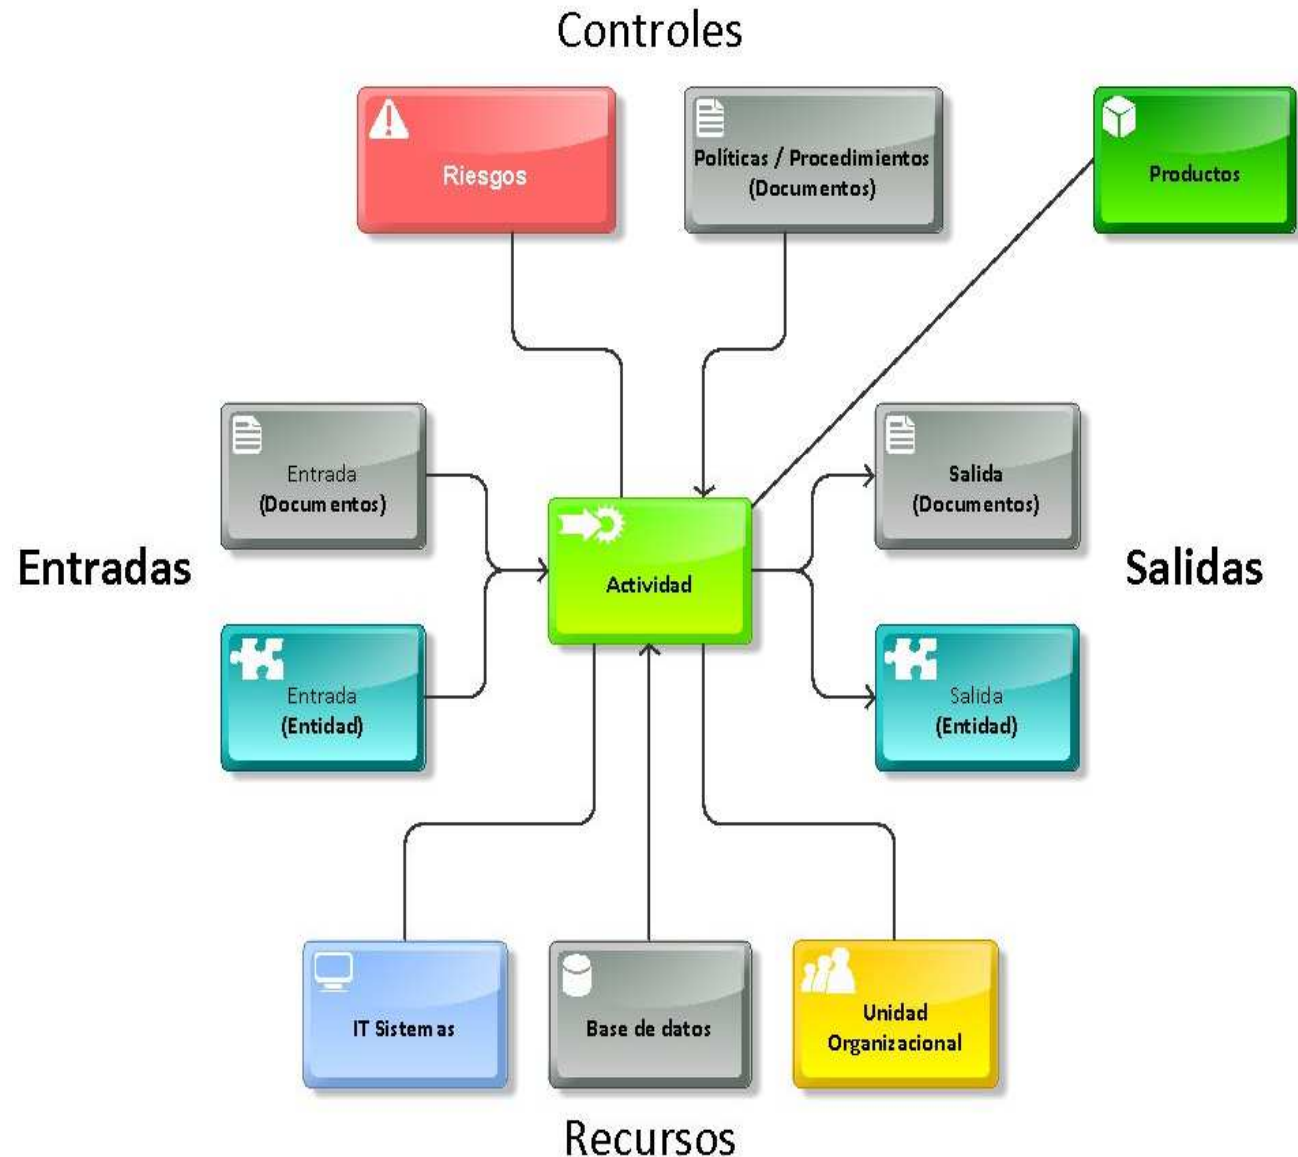 Controles
Riesgos
Políticas / Procedimientos
(Documentos)
Productos
Entrada
(Documentos)
Salida
(Documentos)
Entradas
Actividad
Salidas
Entrada
(Entidad)
Salida
(Entidad)
IT Sistemas
Base de datos
Unidad
Organizacional
Recursos